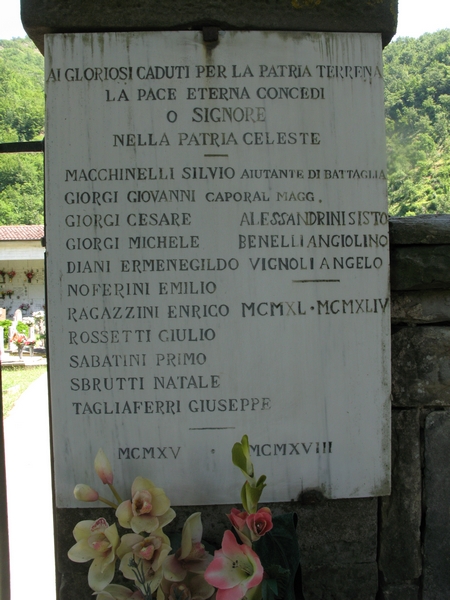 AI GLORIOSI CADUTI PER LA PATRIA TERRENA
LA PACE ETERNA CONCEDI
O SIGNORE
NELLA PATRIA CELESTE
MACCHINELLI SILVIO AIUTANTE DI BATTAGLIA
GIORGI GIOVANNI CAPORAL MAGG.
GIORGI CESARE ALESSANDRINI SISTO
GIORGI MICHELE BENELLI ANGIOLINO
DIANI ERMENEGILDO VIGNOLI ANGELO
NOFERINI EMILIO
RAGAZZINI ENRICO MCMXL • MCMXLIV
ROSSETTI GIULIO
SABATINI PRIMO
SBRUTTI NATALE
TAGLIAFERRI GIUSEPPE
MCMXV • MCMXVIII